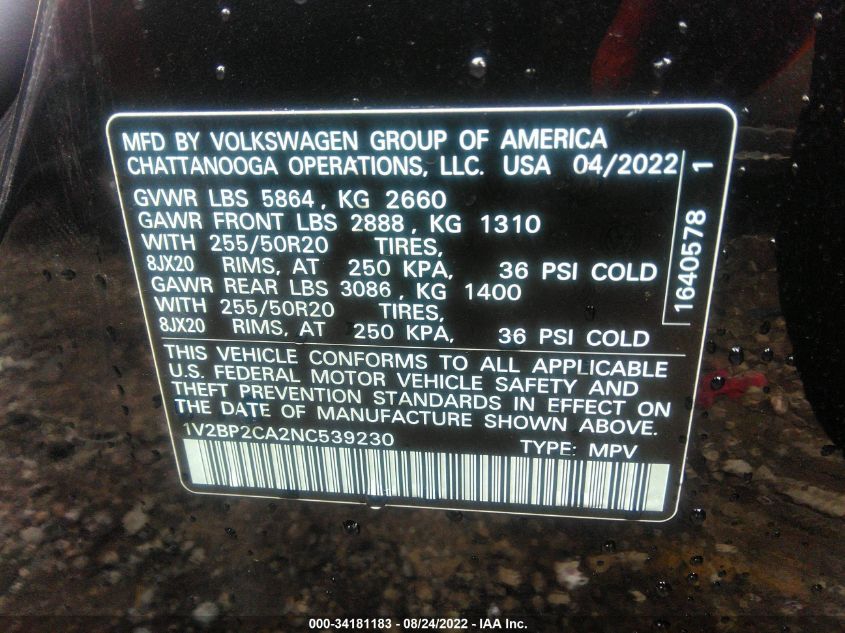 MFD BY VOLKSWAGEN GROUP OF AMERICA
CHATTANOOGA OPERATIONS, LLC. USA 04/2022
GVWR LBS 5864, KG 2660
GAWR FRONT LBS 2888, KG 1310
WITH 255/50R20 TIRES,
8JX20 RIMS, AT 250 KPA, 36 PSI COLD
GAWR REAR LBS 3086, KG 1400
WITH 255/50R20 TIRES,
8JX20 RIMS, AT 250 KPA, 36 PSI COLD
1640578 1
THIS VEHICLE CONFORMS TO ALL APPLICABLE
U.S. FEDERAL MOTOR VEHICLE SAFETY AND
THEFT PREVENTION STANDARDS IN EFFECT ON
THE DATE OF MANUFACTURE SHOWN ABOVE.
1V2BP2CA2NC539230 TYPE: MPV
000-34181183 - 08/24/2022 - IAA Inc.